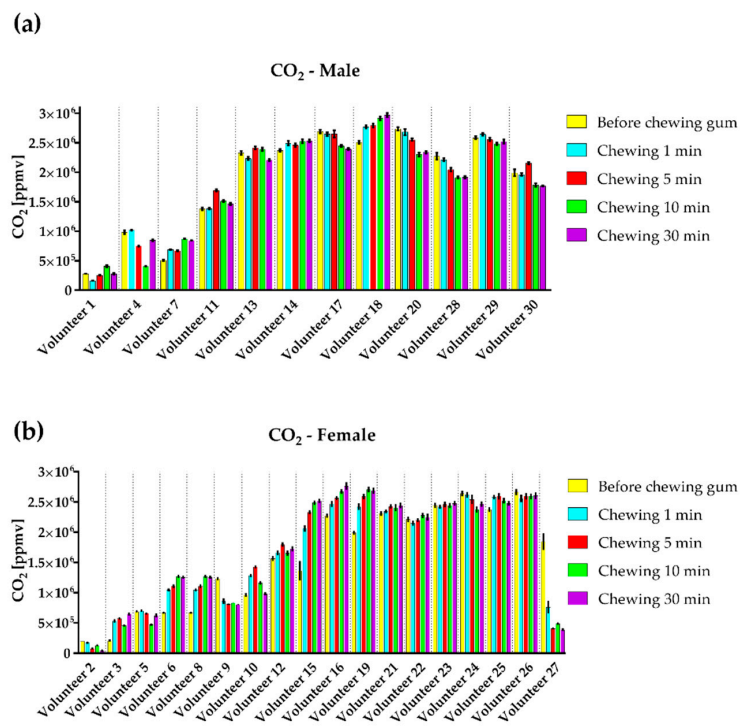 (a)
CO₂ - Male
CO₂ [ppmv]
3×10⁶
2.5×10⁶
2×10⁶
1.5×10⁶
1×10⁶
5×10⁵
0
Volunteer 1
Volunteer 4
Volunteer 7
Volunteer 11
Volunteer 13
Volunteer 14
Volunteer 17
Volunteer 18
Volunteer 20
Volunteer 28
Volunteer 29
Volunteer 30
Before chewing gum
Chewing 1 min
Chewing 5 min
Chewing 10 min
Chewing 30 min
(b)
CO₂ - Female
CO₂ [ppmv]
3×10⁶
2.5×10⁶
2×10⁶
1.5×10⁶
1×10⁶
5×10⁵
0
Volunteer 2
Volunteer 3
Volunteer 5
Volunteer 6
Volunteer 8
Volunteer 9
Volunteer 10
Volunteer 12
Volunteer 15
Volunteer 16
Volunteer 19
Volunteer 21
Volunteer 22
Volunteer 23
Volunteer 24
Volunteer 25
Volunteer 26
Volunteer 27
Before chewing gum
Chewing 1 min
Chewing 5 min
Chewing 10 min
Chewing 30 min